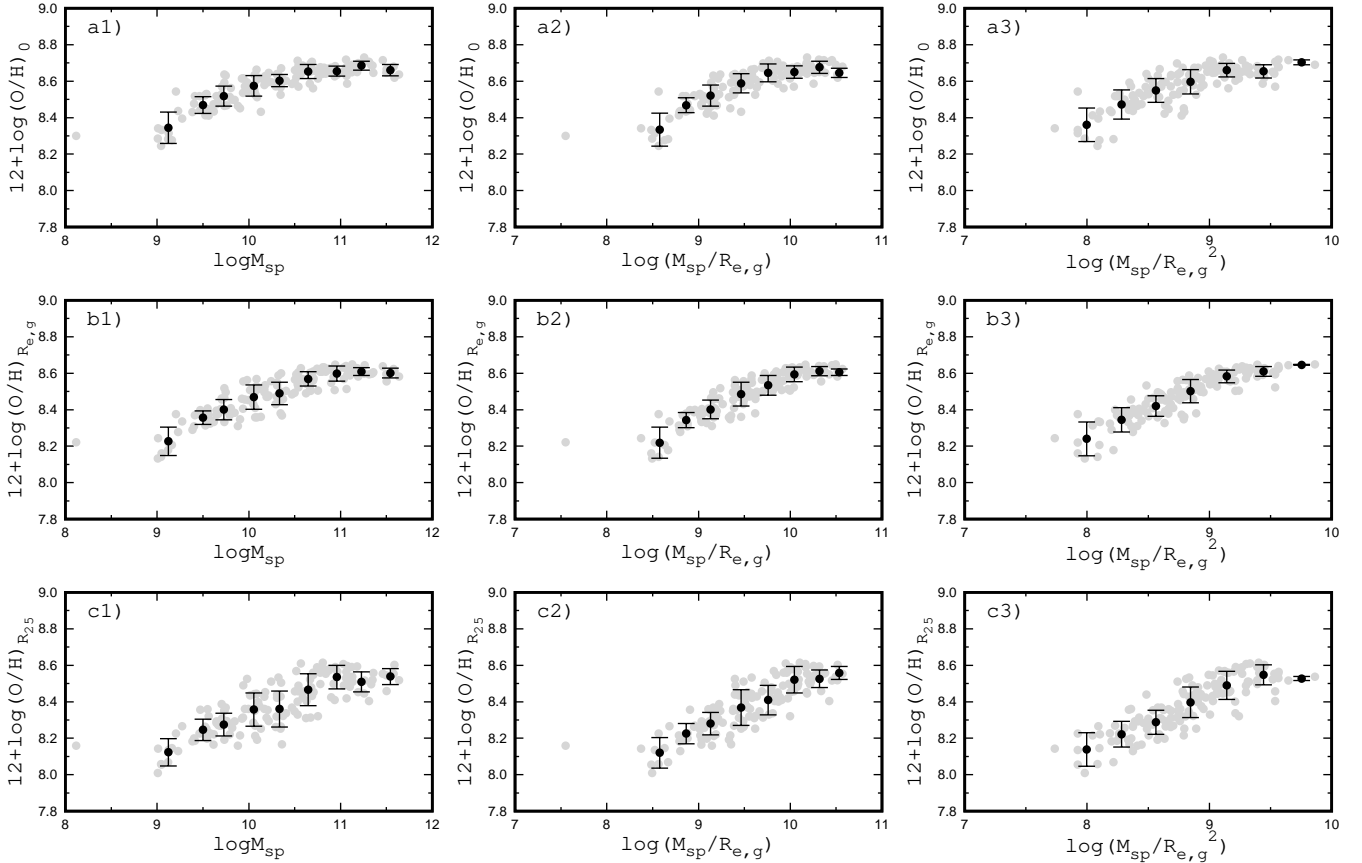 a1)
12+log(O/H)0
9.0
8.8
8.6
8.4
8.2
8.0
7.8
8 9 10 11 12
logMsp
a2)
12+log(O/H)0
9.0
8.8
8.6
8.4
8.2
8.0
7.8
7 8 9 10 11
log(Msp/Re,g)
a3)
12+log(O/H)0
9.0
8.8
8.6
8.4
8.2
8.0
7.8
7 8 9 10
log(Msp/Re,g2)
b1)
12+log(O/H)Re,g
9.0
8.8
8.6
8.4
8.2
8.0
7.8
8 9 10 11 12
logMsp
b2)
12+log(O/H)Re,g
9.0
8.8
8.6
8.4
8.2
8.0
7.8
7 8 9 10 11
log(Msp/Re,g)
b3)
12+log(O/H)Re,g
9.0
8.8
8.6
8.4
8.2
8.0
7.8
7 8 9 10
log(Msp/Re,g2)
c1)
12+log(O/H)R25
9.0
8.8
8.6
8.4
8.2
8.0
7.8
8 9 10 11 12
logMsp
c2)
12+log(O/H)R25
9.0
8.8
8.6
8.4
8.2
8.0
7.8
7 8 9 10 11
log(Msp/Re,g)
c3)
12+log(O/H)R25
9.0
8.8
8.6
8.4
8.2
8.0
7.8
7 8 9 10
log(Msp/Re,g2)